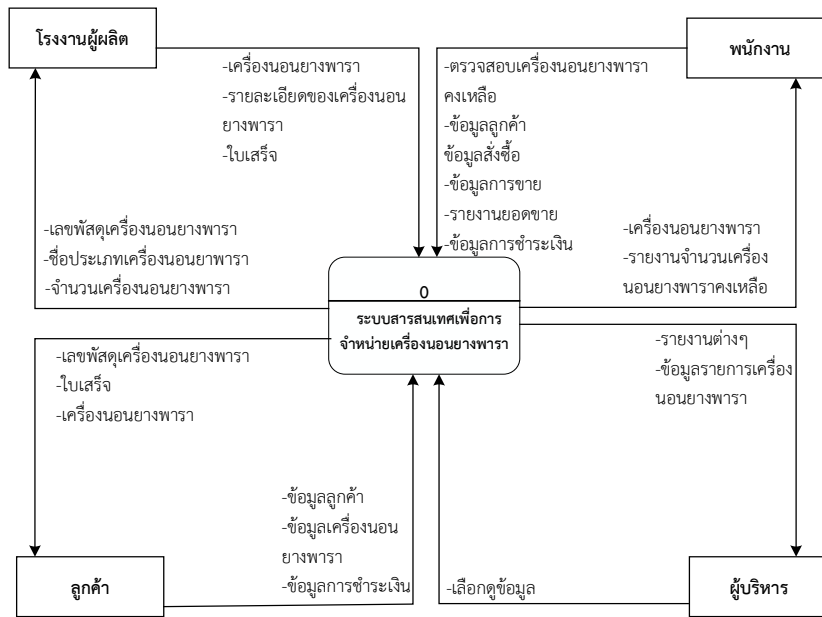 โรงงานผู้ผลิต
พนักงาน
-เครื่องนอนยางพารา
-รายละเอียดของเครื่องนอน
ยางพารา
-ใบเสร็จ
-ตรวจสอบเครื่องนอนยางพารา
คงเหลือ
-ข้อมูลลูกค้า
ข้อมูลสั่งซื้อ
-ข้อมูลการขาย
-รายงานยอดขาย
-ข้อมูลการชำระเงิน
-เลขพัสดุเครื่องนอนยางพารา
-ชื่อประเภทเครื่องนอนยาพารา
-จำนวนเครื่องนอนยางพารา
-เครื่องนอนยางพารา
-รายงานจำนวนเครื่อง
นอนยางพาราคงเหลือ
0
ระบบสารสนเทศเพื่อการ
จำหน่ายเครื่องนอนยางพารา
-เลขพัสดุเครื่องนอนยางพารา
-ใบเสร็จ
-เครื่องนอนยางพารา
-รายงานต่างๆ
-ข้อมูลรายการเครื่อง
นอนยางพารา
-ข้อมูลลูกค้า
-ข้อมูลเครื่องนอน
ยางพารา
-ข้อมูลการชำระเงิน
-เลือกดูข้อมูล
ลูกค้า
ผู้บริหาร